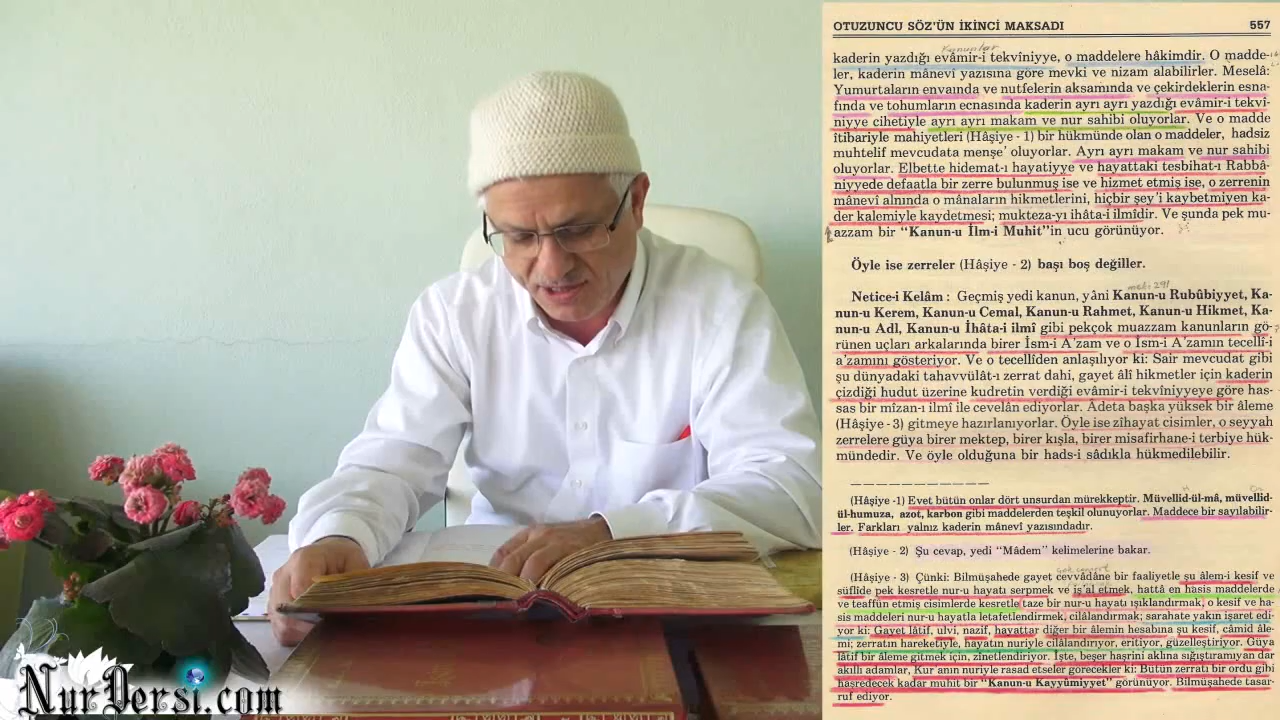 OTUZUNCU SÖZ'ÜN İKİNCİ MAKSADI 557
kaderin yazdığı evâmir-i tekvîniyye, o maddelere hâkimdir. O madde-
ler, kaderin mânevî yazısına göre mevki ve nizam alabilirler. Meselâ:
Yumurtaların envaında ve nutfelerin aksamında ve çekirdeklerin esna-
fında ve tohumların ecnasında kaderin ayrı ayrı yazdığı evâmir-i tekvi-
niyye cihetiyle ayrı ayrı makam ve nur sahibi oluyorlar. Ve o madde
îtibariyle mahiyetleri (Hâşiye - 1) bir hükmünde olan o maddeler, hadsiz
muhtelif mevcudata menşe' oluyorlar. Ayrı ayrı makam ve nur sahibi
oluyorlar. Elbette hidemat-ı hayatiyye ve hayattaki tesbihat-ı Rabbâ-
niyyede defaatla bir zerre bulunmuş ise ve hizmet etmiş ise, o zerrenin
mânevî alnında o mânaların hikmetlerini, hiçbir şey'i kaybetmiyen ka-
der kalemiyle kaydetmesi; mukteza-yı ihâta-i ilmîdir. Ve şunda pek mu-
azzam bir "Kanun-u İlm-i Muhit"in ucu görünüyor.
Öyle ise zerreler (Hâşiye - 2) başı boş değiller.
Netice-i Kelâm : Geçmiş yedi kanun, yâni Kanun-u Rubûbiyyet, Ka-
nun-u Kerem, Kanun-u Cemal, Kanun-u Rahmet, Kanun-u Hikmet, Ka-
nun-u Adl, Kanun-u İhâta-i ilmî gibi pekçok muazzam kanunların gö-
rünen uçları arkalarında birer İsm-i A'zam ve o İsm-i A'zamın tecellî-i
a'zamını gösteriyor. Ve o tecelliden anlaşılıyor ki: Sair mevcudat gibi
şu dünyadaki tahavvülât-ı zerrat dahi, gayet âlî hikmetler için kaderin
çizdiği hudut üzerine kudretin verdiği evâmir-i tekvîniyyeye göre has-
sas bir mîzan-ı ilmî ile cevelân ediyorlar. Adeta başka yüksek bir âleme
(Hâşiye - 3) gitmeye hazırlanıyorlar. Öyle ise zîhayat cisimler, o seyyah
zerrelere güya birer mektep, birer kışla, birer misafirhane-i terbiye hük-
mündedir. Ve öyle olduğuna bir hads-i sâdıkla hükmedilebilir.
(Hâşiye -1) Evet bütün onlar dört unsurdan mürekkeptir. Müvellid-ül-mâ, müvellid-
ül-humuza, azot, karbon gibi maddelerden teşkil olunuyorlar. Maddece bir sayılabilir-
ler. Farkları yalnız kaderin mânevî yazısındadır.
(Hâşiye - 2) Şu cevap, yedi "Mâdem" kelimelerine bakar.
(Hâşiye - 3) Çünki: Bilmüşahede gayet cevvâdâne bir faaliyetle şu âlem-i kesif ve
süflîde pek kesretle nur-u hayatı serpmek ve iş'âl etmek, hattâ en hasis maddelerde
ve teaffün etmiş cisimlerde kesretle taze bir nur-u hayatı ışıklandırmak, o kesif ve ha-
sis maddeleri nur-u hayatla letafetlendirmek, cilâlandırmak; sarahate yakın işaret edi-
yor ki: Gayet lâtif, ulvi, nazif, hayattar diğer bir âlemin hesabına şu kesif, câmid âle-
mi; zerratın hareketiyle, hayatın nuriyle cilâlandırıyor, eritiyor, güzelleştiriyor. Güya
lâtif bir âleme gitmek için, zinetlendiriyor. İşte, beşer haşrini aklına sığıştıramıyan dar
akıllı adamlar, Kur'anın nuriyle rasad etseler görecekler ki: Bütün zerratı bir ordu gibi
haşredecek kadar muhit bir "Kanun-u Kayyûmiyyet" görünüyor. Bilmüşahede tasar-
ruf ediyor.
NurDersi.com